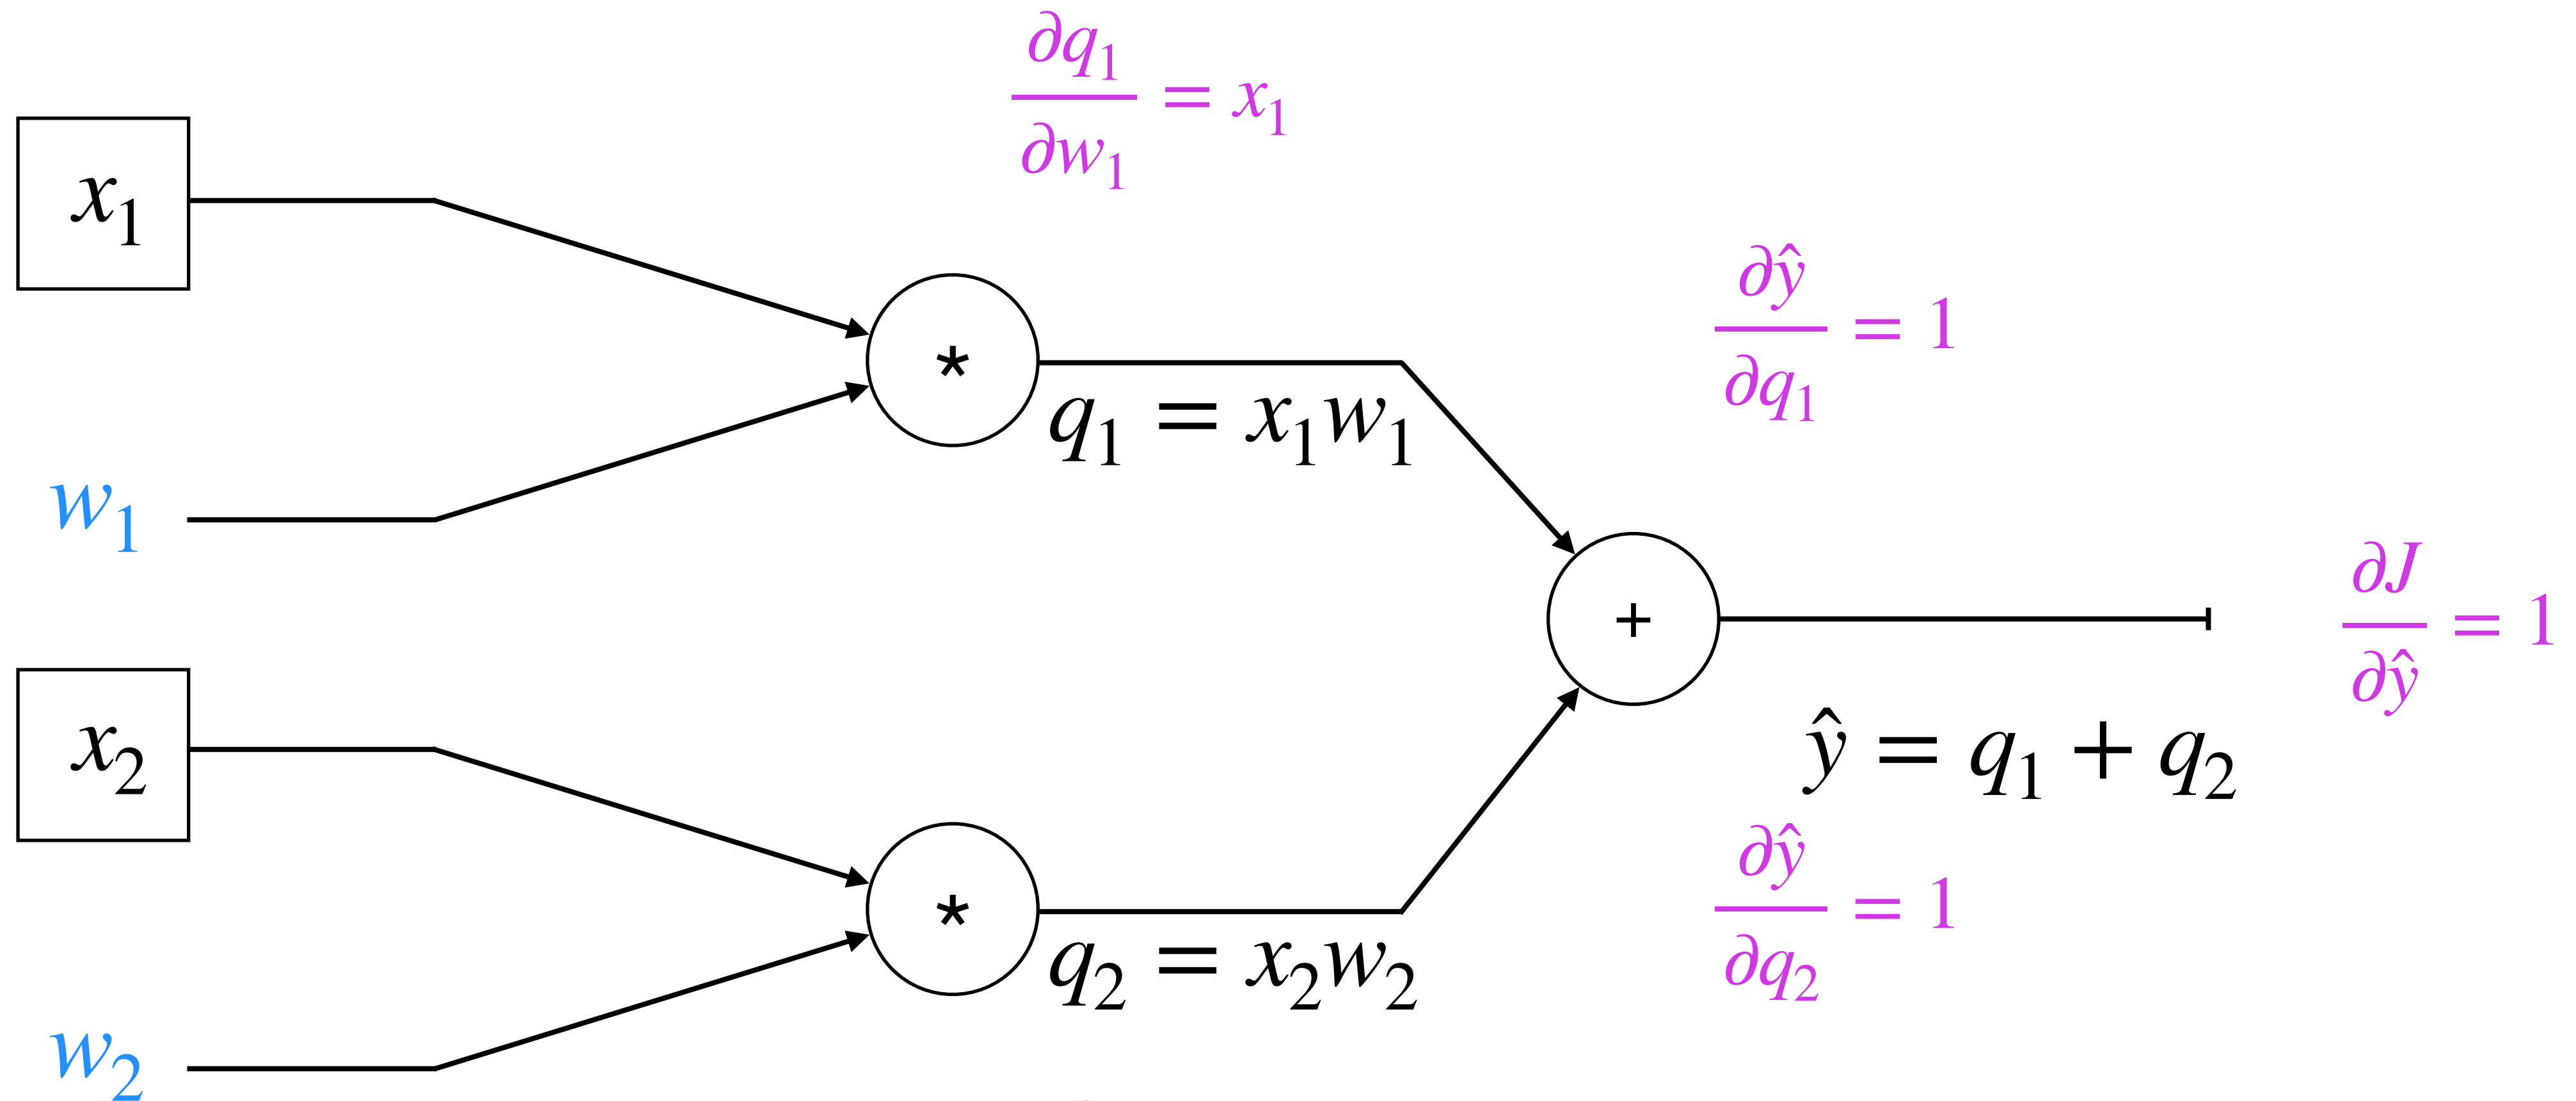 ∂q₁/∂w₁ = x₁
x₁
w₁
*
q₁ = x₁w₁
∂ŷ/∂q₁ = 1
+
∂J/∂ŷ = 1
ŷ = q₁ + q₂
x₂
w₂
*
q₂ = x₂w₂
∂ŷ/∂q₂ = 1